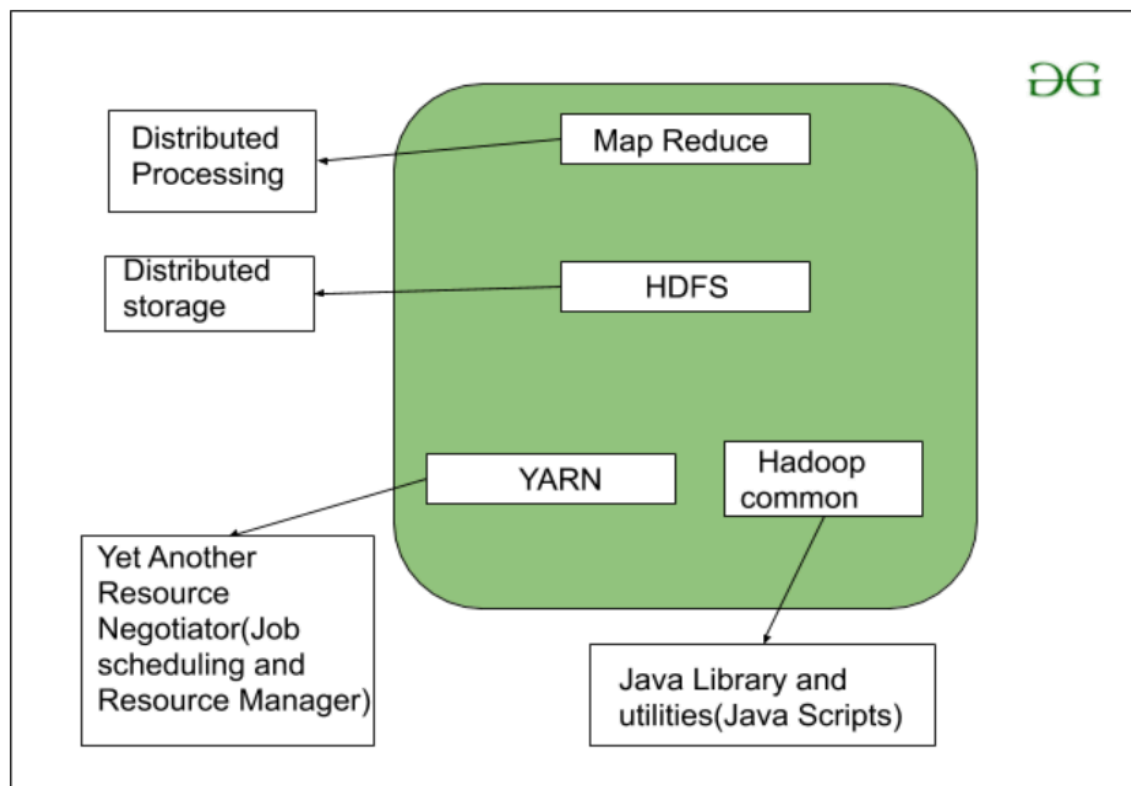 Distributed
Processing
Map Reduce
Distributed
storage
HDFS
YARN
Hadoop
common
Yet Another
Resource
Negotiator(Job
scheduling and
Resource Manager)
Java Library and
utilities(Java Scripts)